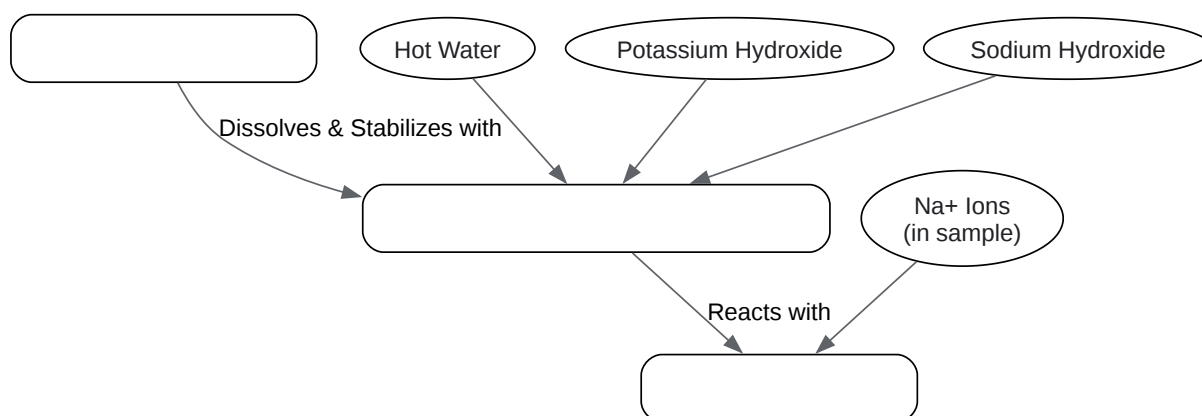 Hot Water
Potassium Hydroxide
Sodium Hydroxide
Dissolves & Stabilizes with
Na+ Ions
(in sample)
Reacts with